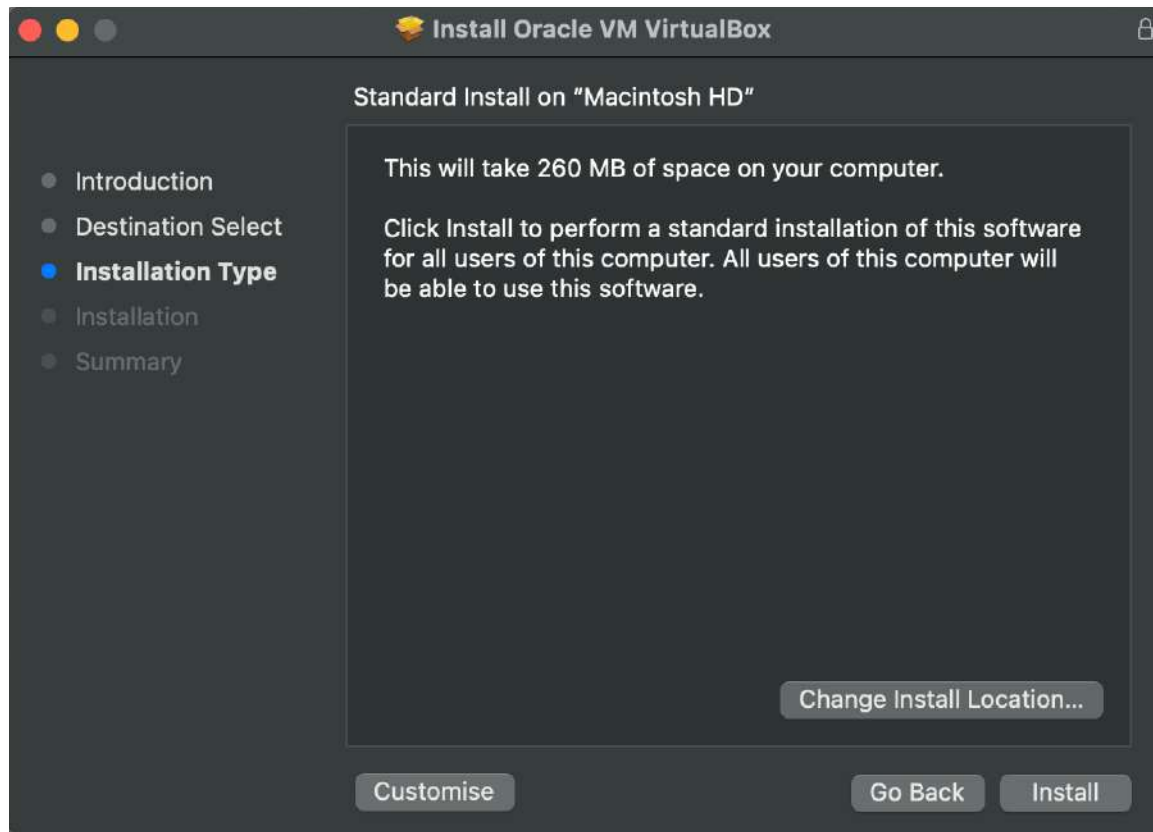 Install Oracle VM VirtualBox
Standard Install on "Macintosh HD"
Introduction
Destination Select
Installation Type
Installation
Summary
This will take 260 MB of space on your computer.
Click Install to perform a standard installation of this software
for all users of this computer. All users of this computer will
be able to use this software.
Change Install Location...
Customise
Go Back
Install